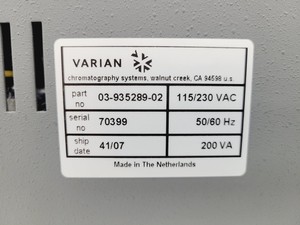 VARIAN
chromatography systems, walnut creek, CA 94598 u.s.
part no 03-935289-02 115/230 VAC
serial no 70399 50/60 Hz
ship date 41/07 200 VA
Made in The Netherlands